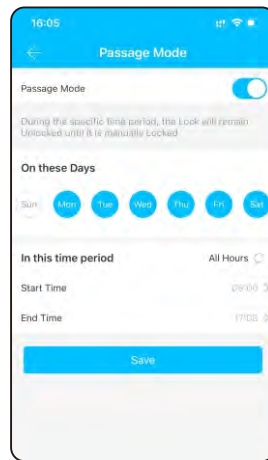 16:05
Passage Mode
Passage Mode
During the specific time period, the Lock will remain
Unlocked until it is manually Locked
On these Days
Sun Mon Tue Wed Thu Fri Sat
In this time period All Hours
Start Time
End Time
Save